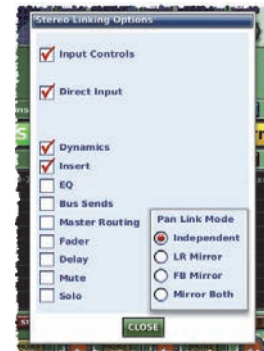 Stereo Linking Options
Input Controls
Direct Input
Dynamics
Insert
EQ
Bus Sends
Master Routing
Fader
Delay
Mute
Solo
Pan Link Mode
Independent
LR Mirror
FB Mirror
Mirror Both
CLOSE